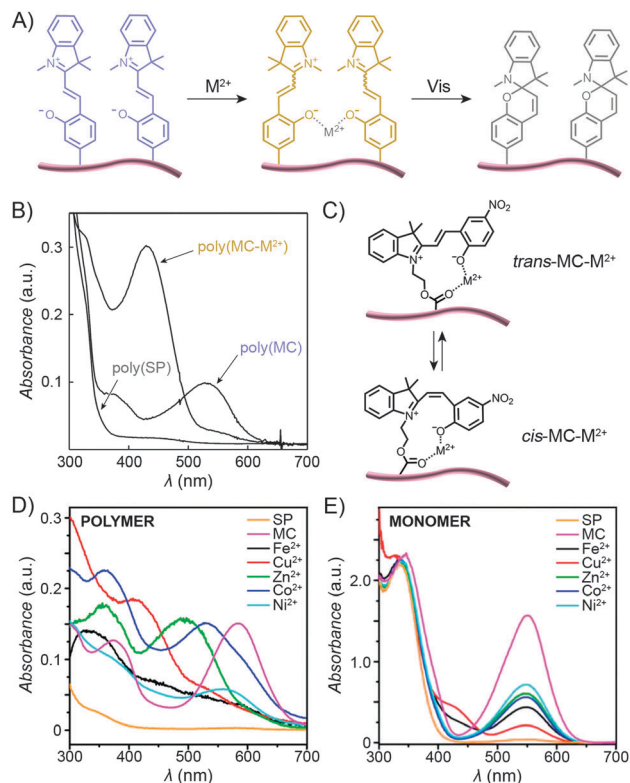 A)
N⁺
N⁺
⁻O
⁻O
M²⁺
N⁺
N⁺
O⁻
O⁻
M²⁺
Vis
N
N
O
O
B)
Absorbance (a.u.)
0.3
0.2
0.1
poly(MC-M²⁺)
poly(MC)
poly(SP)
300 400 500 600 700
λ (nm)
C)
NO₂
⁻O
N⁺
M²⁺
O
O
trans-MC-M²⁺
NO₂
⁻O
N⁺
M²⁺
O
O
cis-MC-M²⁺
D)
POLYMER
Absorbance (a.u.)
0.3
0.2
0.1
0
SP
MC
Fe²⁺
Cu²⁺
Zn²⁺
Co²⁺
Ni²⁺
300 400 500 600 700
λ (nm)
E)
MONOMER
Absorbance (a.u.)
2.0
1.0
0
SP
MC
Fe²⁺
Cu²⁺
Zn²⁺
Co²⁺
Ni²⁺
300 400 500 600 700
λ (nm)